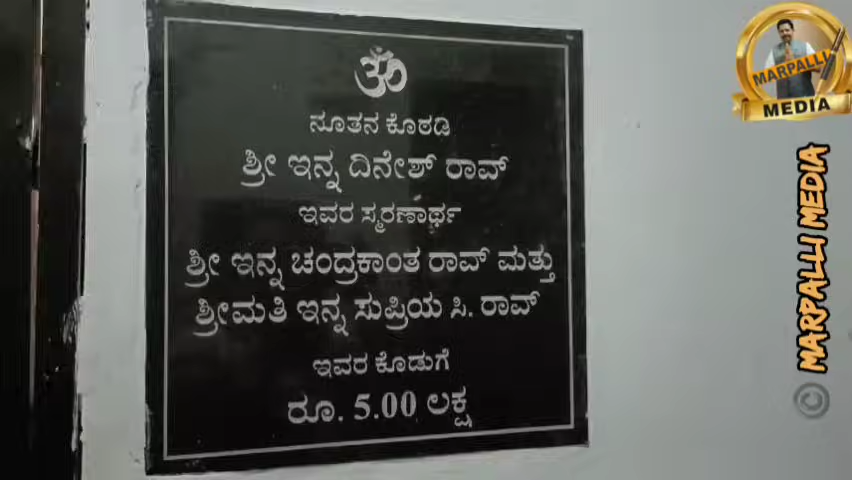 ಓಂ
ನೂತನ ಕೊಠಡಿ
ಶ್ರೀ ಇನ್ನ ದಿನೇಶ್ ರಾವ್
ಇವರ ಸ್ಮರಣಾರ್ಥ
ಶ್ರೀ ಇನ್ನ ಚಂದ್ರಕಾಂತ ರಾವ್ ಮತ್ತು
ಶ್ರೀಮತಿ ಇನ್ನ ಸುಪ್ರಿಯ ಸಿ. ರಾವ್
ಇವರ ಕೊಡುಗೆ
ರೂ. 5.00 ಲಕ್ಷ
MARPALLI
MEDIA
© MARPALLI MEDIA